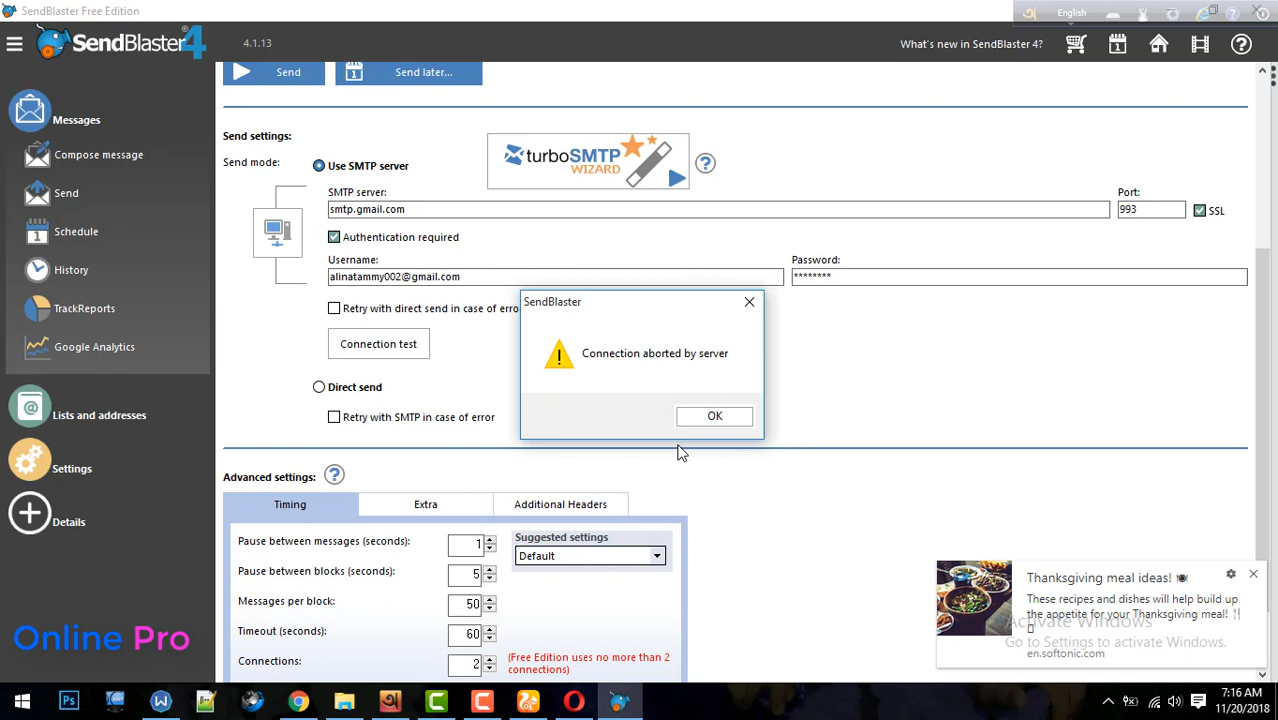 SendBlaster Free Edition
English
SendBlaster 4
4.1.13
What's new in SendBlaster 4?
Messages
Compose message
Send
Schedule
History
TrackReports
Google Analytics
Lists and addresses
Settings
Details
Send
Send later...
Send settings:
Send mode:
Use SMTP server
turboSMTP
WIZARD
SMTP server:
smtp.gmail.com
Port:
993
SSL
Authentication required
Username:
alinatammy002@gmail.com
Password:
********
Retry with direct send in case of erro
Connection test
Direct send
Retry with SMTP in case of error
SendBlaster
Connection aborted by server
OK
Advanced settings:
Timing
Extra
Additional Headers
Pause between messages (seconds):
1
Pause between blocks (seconds):
5
Messages per block:
50
Timeout (seconds):
60
Connections:
2
(Free Edition uses no more than 2
connections)
Suggested settings
Default
Thanksgiving meal ideas!
These recipes and dishes will help build up
the appetite for your Thanksgiving meal!
en.softonic.com
Activate Windows
Go to Settings to activate Windows.
Online Pro
7:16 AM
11/20/2018